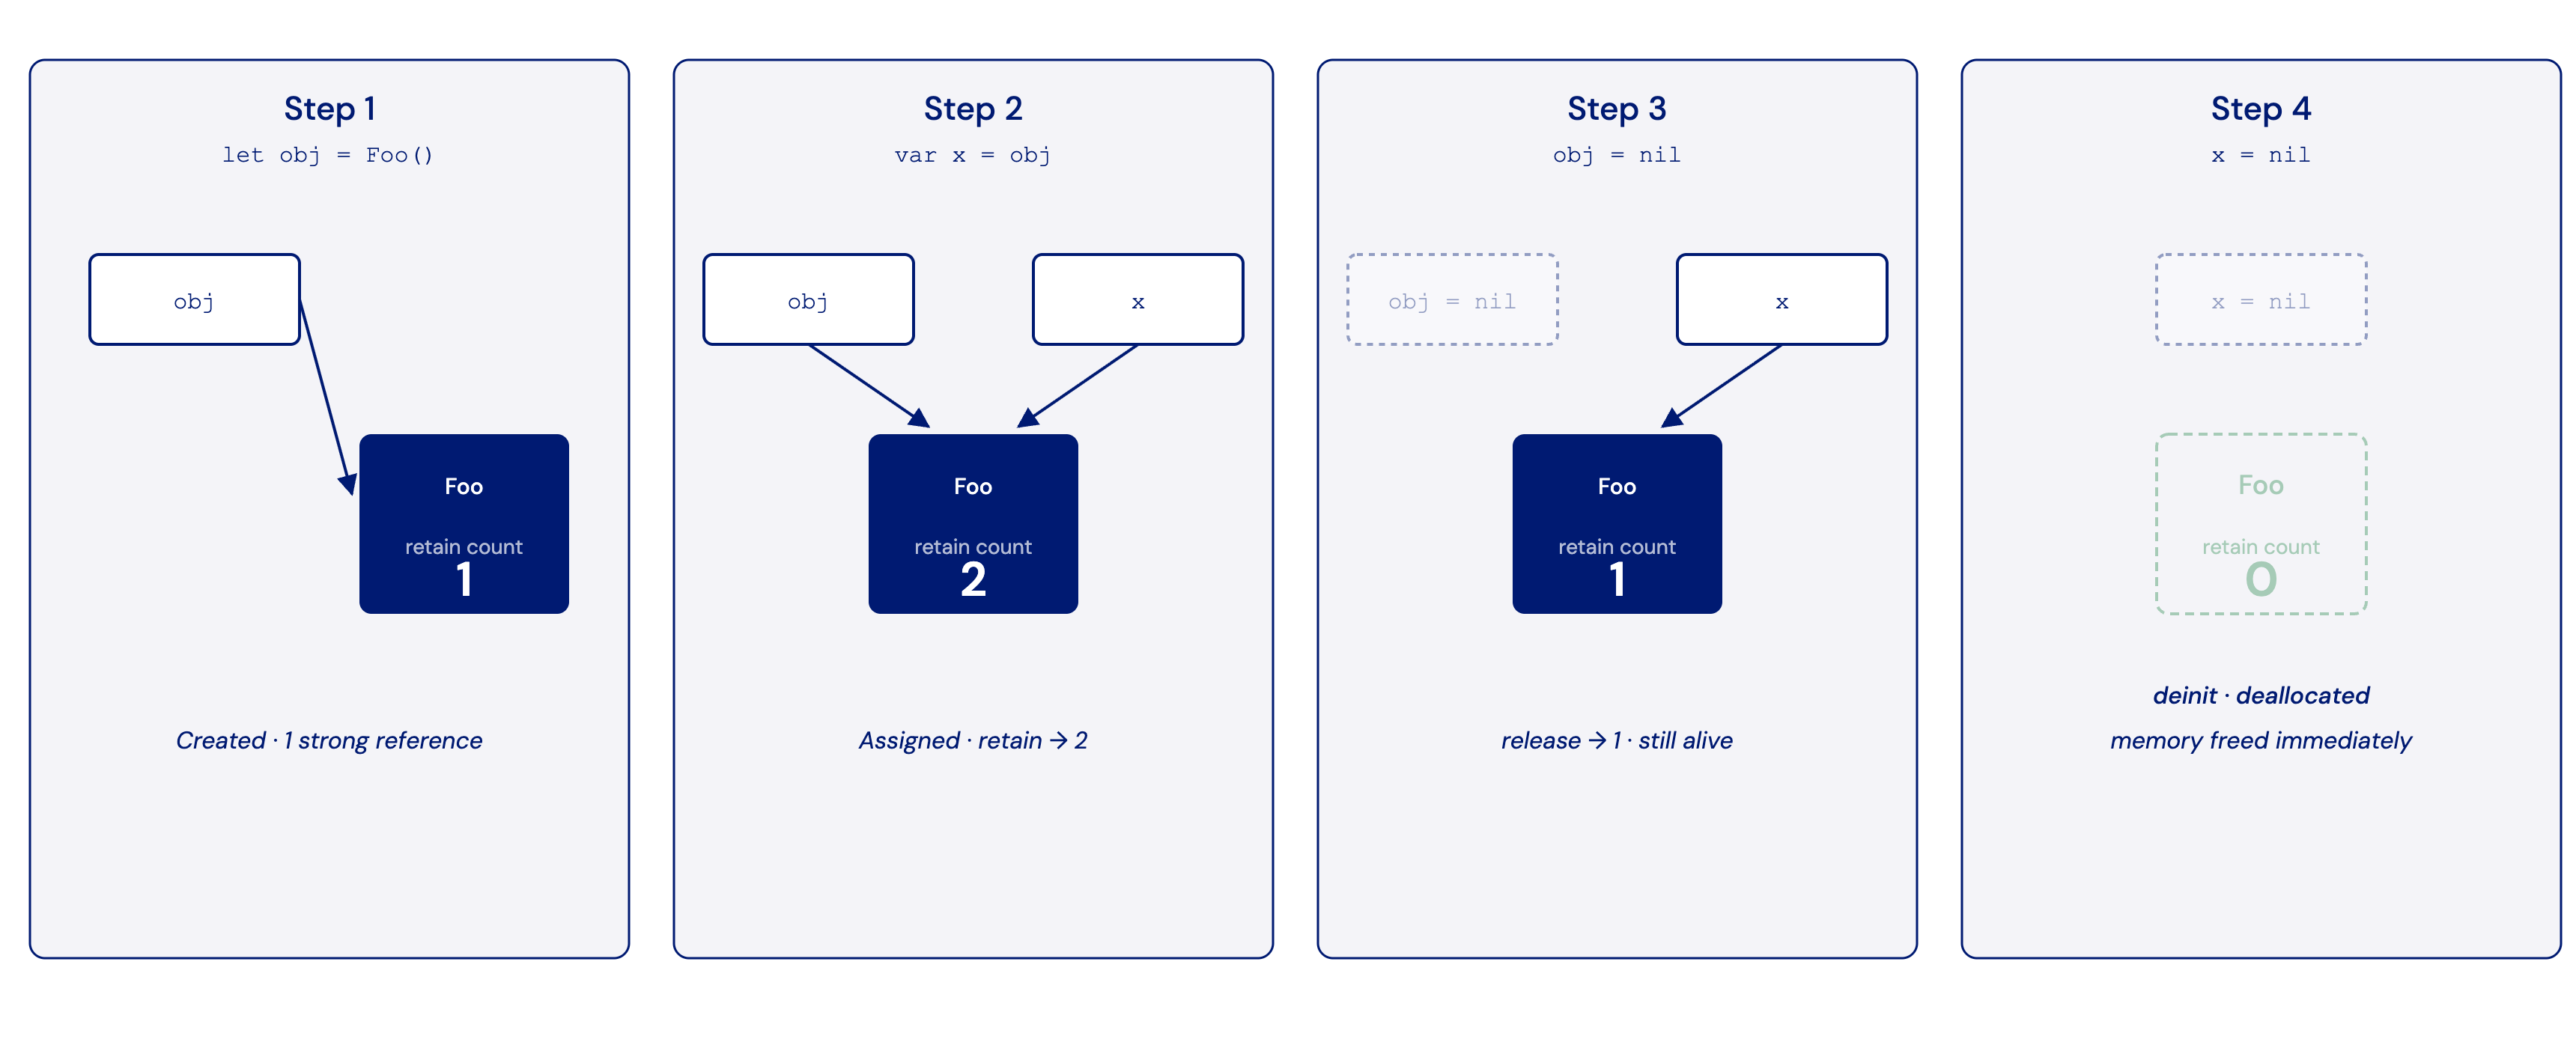 Step 1
let obj = Foo()
obj
Foo
retain count
1
Created · 1 strong reference
Step 2
var x = obj
obj
x
Foo
retain count
2
Assigned · retain → 2
Step 3
obj = nil
obj = nil
x
Foo
retain count
1
release → 1 · still alive
Step 4
x = nil
x = nil
Foo
retain count
0
deinit · deallocated
memory freed immediately